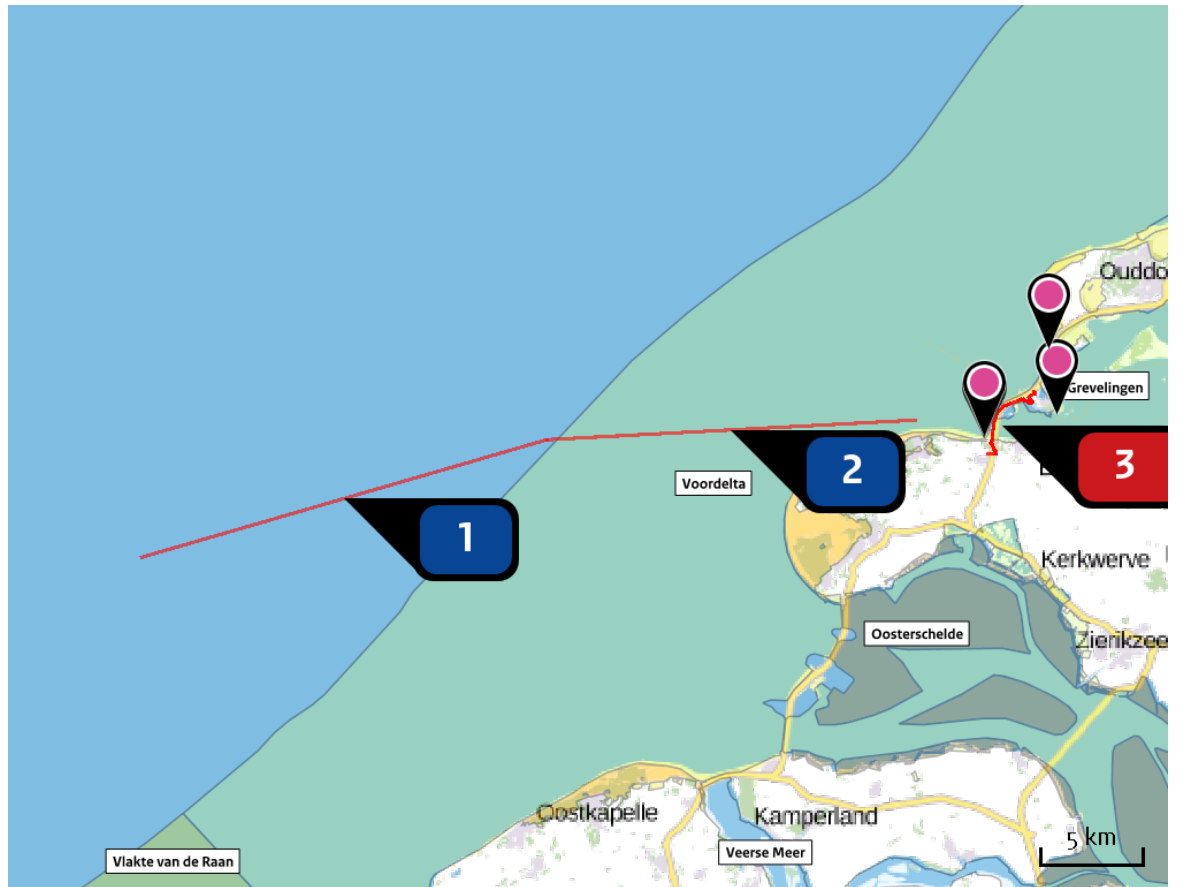 Ouddo
Grevelingen
3
2
Voordelta
1
Kerkwerve
Oosterschelde
Zierikzee
Oostkapelle
Kamperland
5 km
Veerse Meer
Vlakte van de Raan